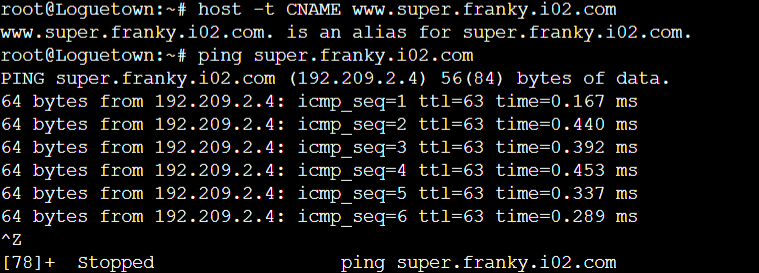 root@Loguetown:~# host -t CNAME www.super.franky.i02.com
www.super.franky.i02.com. is an alias for super.franky.i02.com.
root@Loguetown:~# ping super.franky.i02.com
PING super.franky.i02.com (192.209.2.4) 56(84) bytes of data.
64 bytes from 192.209.2.4: icmp_seq=1 ttl=63 time=0.167 ms
64 bytes from 192.209.2.4: icmp_seq=2 ttl=63 time=0.440 ms
64 bytes from 192.209.2.4: icmp_seq=3 ttl=63 time=0.392 ms
64 bytes from 192.209.2.4: icmp_seq=4 ttl=63 time=0.453 ms
64 bytes from 192.209.2.4: icmp_seq=5 ttl=63 time=0.337 ms
64 bytes from 192.209.2.4: icmp_seq=6 ttl=63 time=0.289 ms
^Z
[78]+  Stopped                 ping super.franky.i02.com